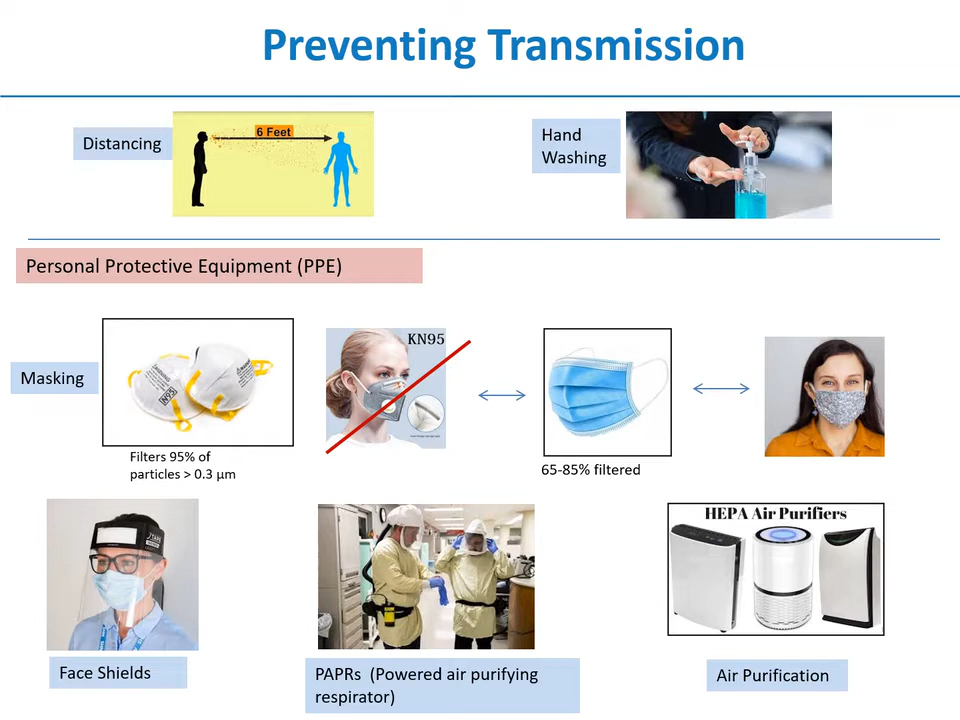 Preventing Transmission
Distancing
6 Feet
Hand
Washing
Personal Protective Equipment (PPE)
Masking
N95
KN95
Filters 95% of
particles > 0.3 µm
65-85% filtered
HEPA Air Purifiers
Face Shields
PAPRs (Powered air purifying
respirator)
Air Purification